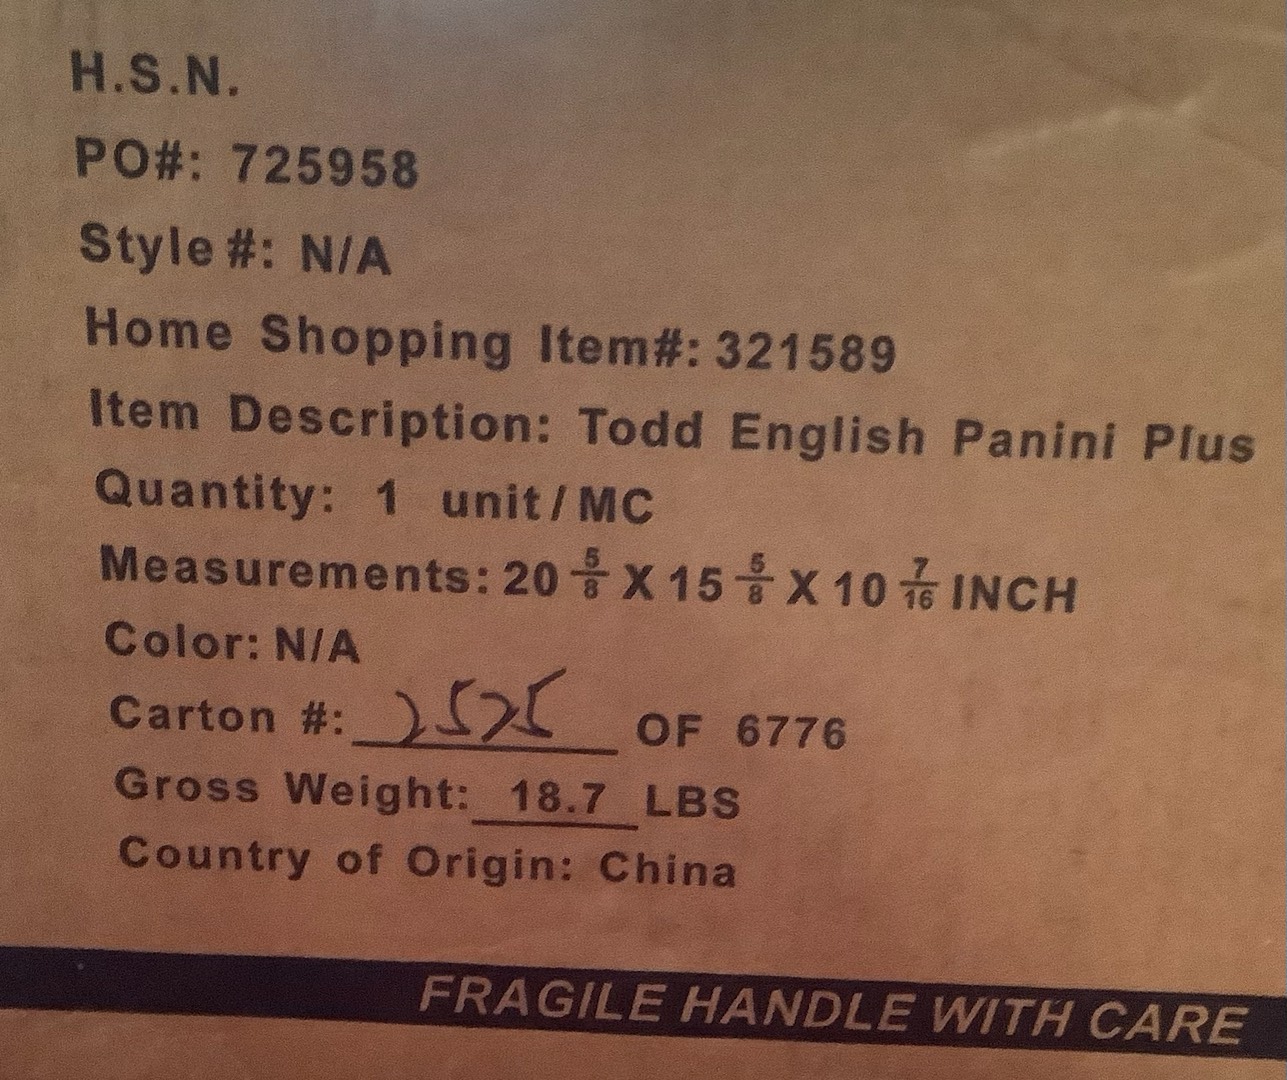 H.S.N.
PO#: 725958
Style #: N/A
Home Shopping Item#: 321589
Item Description: Todd English Panini Plus
Quantity: 1 unit/MC
Measurements: 20 5/8 X 15 5/8 X 10 7/16 INCH
Color: N/A
Carton #: 2525 OF 6776
Gross Weight: 18.7 LBS
Country of Origin: China
FRAGILE HANDLE WITH CARE